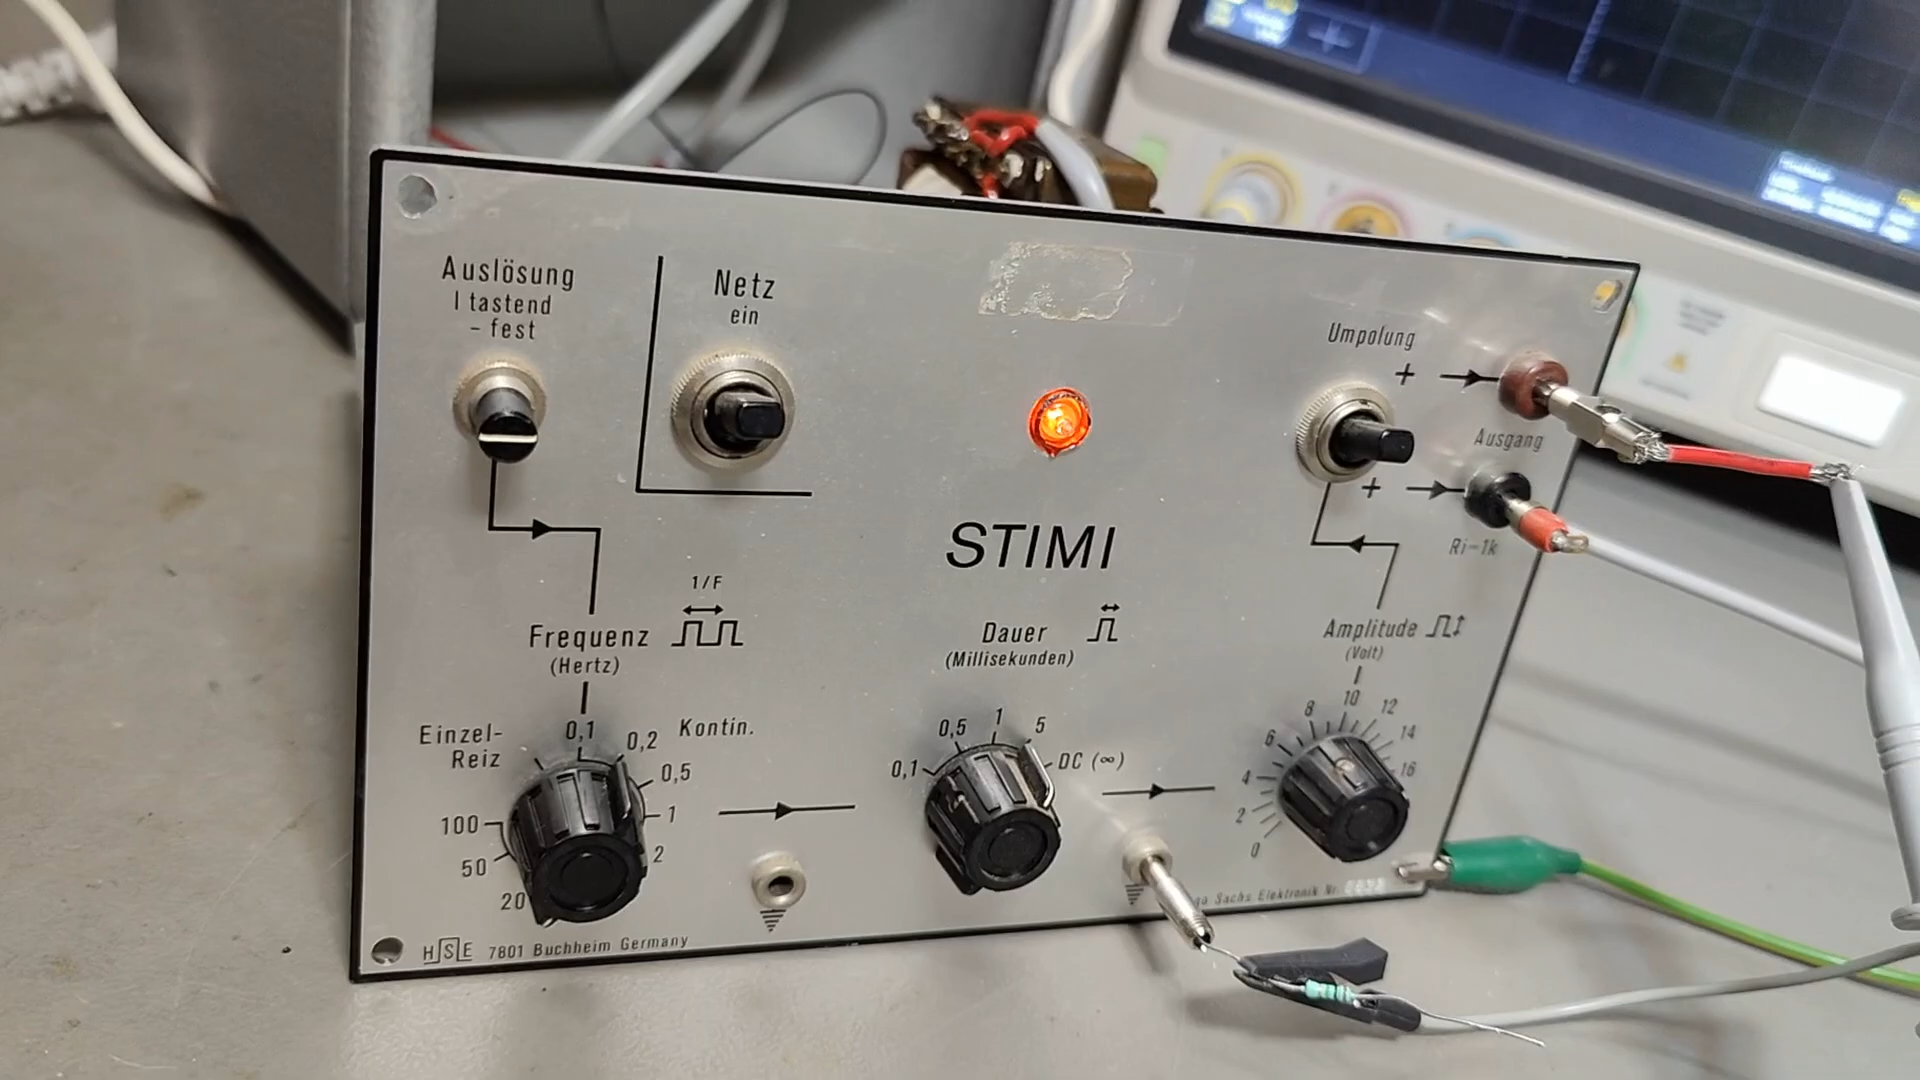 Auslösung
I tastend
- fest
Netz
ein
Umpolung
+
Ausgang
+
Ri-1k
STIMI
1/F
Frequenz
(Hertz)
Dauer
(Millisekunden)
Amplitude
(Volt)
Einzel-
Reiz
0,1
0,2
Kontin.
0,5
1
2
20
50
100
0,1
0,5
1
5
DC (∞)
0
2
4
6
8
10
12
14
16
HSE 7801 Buchheim Germany
Sachs Elektronik Nr.